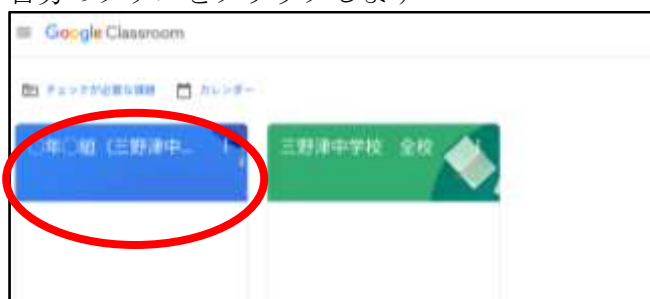 自分のクラスをクリックします
Google Classroom
チェックが必要な課題 カレンダー
〇年〇組（三野津中...
三野津中学校 全校